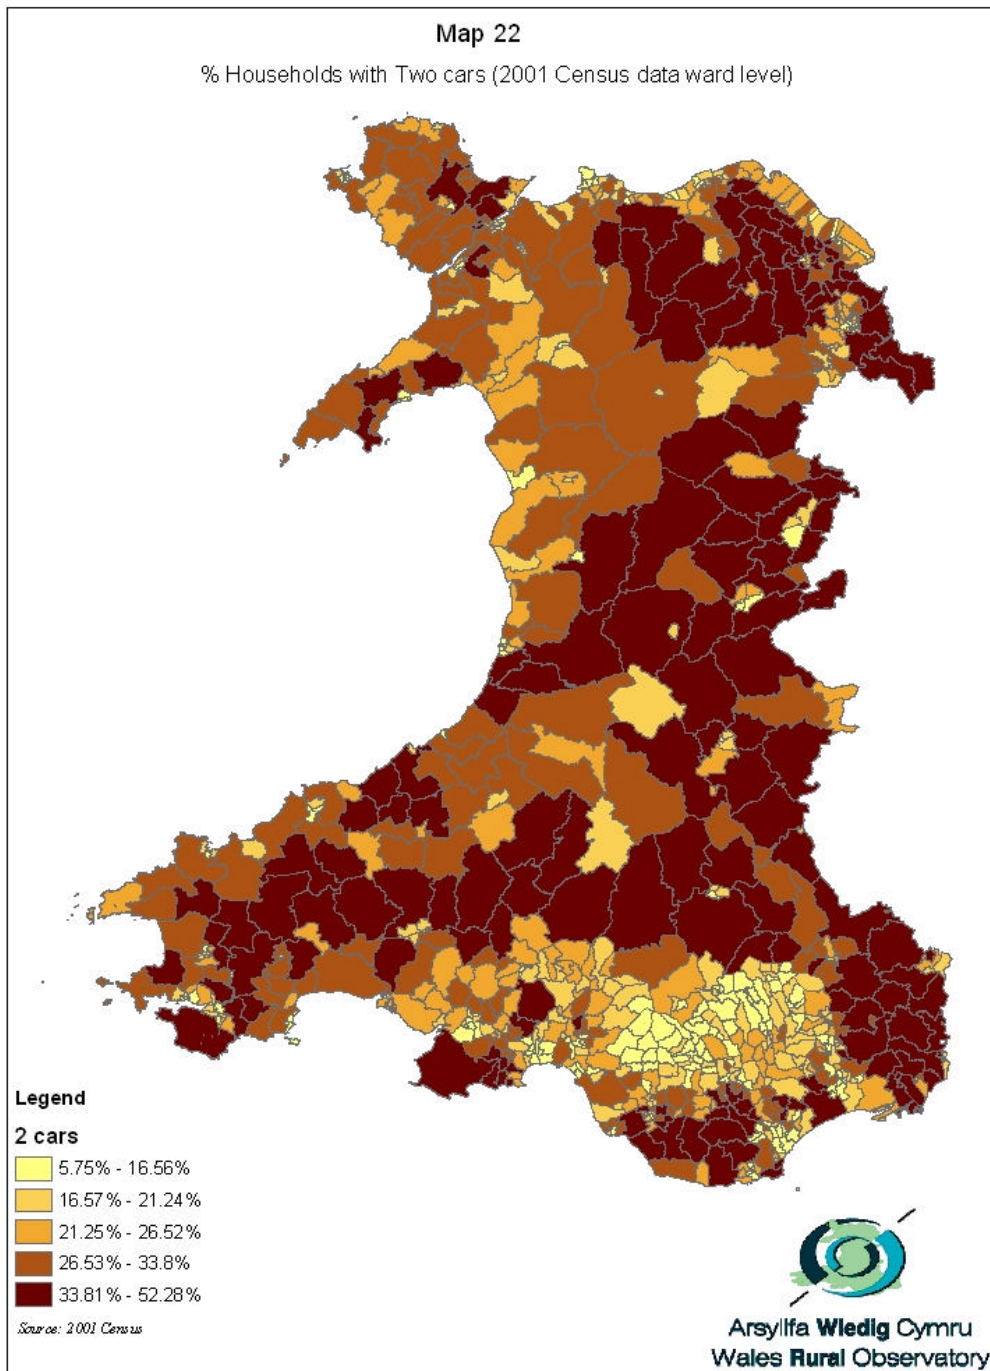 Map 22
% Households with Two cars (2001 Census data ward level)
Legend
2 cars
5.75% - 16.56%
16.57% - 21.24%
21.25% - 26.52%
26.53% - 33.8%
33.81% - 52.28%
Source: 2001 Census
Arsyllfa Wledig Cymru
Wales Rural Observatory